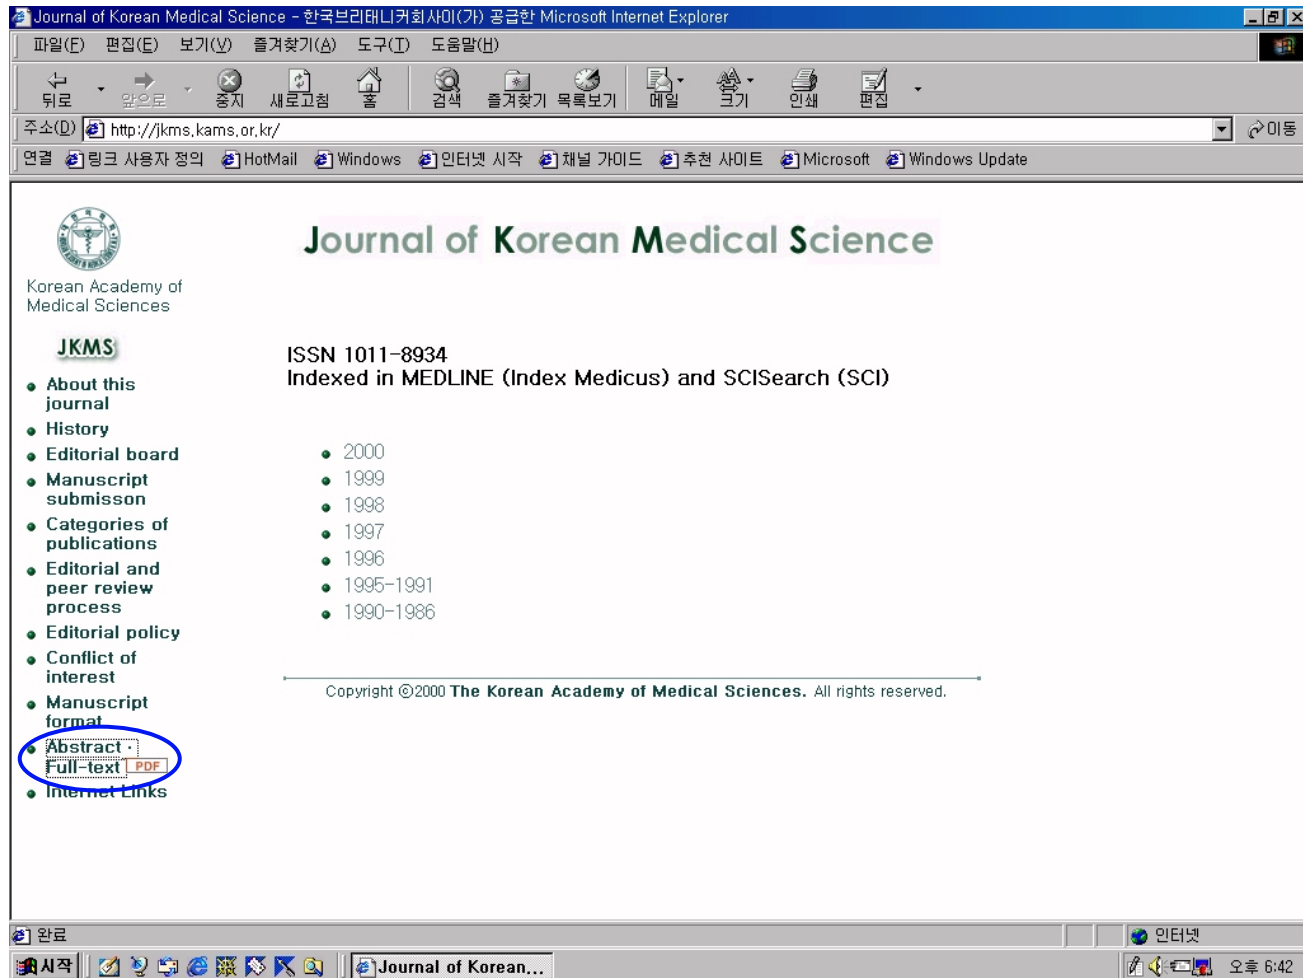 Journal of Korean Medical Science - 한국브리태니커회사이(가) 공급한 Microsoft Internet Explorer
파일(F) 편집(E) 보기(V) 즐겨찾기(A) 도구(T) 도움말(H)
뒤로 앞으로 중지 새로고침 홈 검색 즐겨찾기 목록보기 메일 크기 인쇄 편집
주소(D) http://jkms.kams.or.kr/ 이동
연결 링크 사용자 정의 HotMail Windows 인터넷 시작 채널 가이드 추천 사이트 Microsoft Windows Update
Journal of Korean Medical Science
Korean Academy of
Medical Sciences
JKMS
About this
journal
History
Editorial board
Manuscript
submisson
Categories of
publications
Editorial and
peer review
process
Editorial policy
Conflict of
interest
Manuscript
format
Abstract ·
Full-text PDF
Internet Links
ISSN 1011-8934
Indexed in MEDLINE (Index Medicus) and SCISearch (SCI)
2000
1999
1998
1997
1996
1995-1991
1990-1986
Copyright ©2000 The Korean Academy of Medical Sciences. All rights reserved.
완료 인터넷
시작 Journal of Korean... 오후 6:42